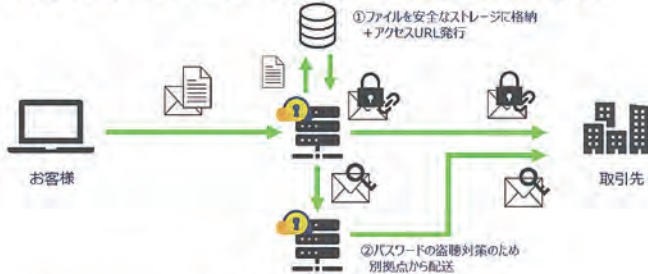 ①ファイルを安全なストレージに格納
+アクセスURL発行
お客様
取引先
②パスワードの盗聴対策のため
別拠点から配送